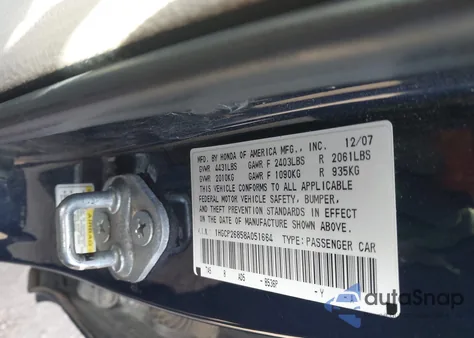 MFD. BY HONDA OF AMERICA MFG., INC. 12/07
GVWR 4431LBS GAWR F 2403LBS R 2061LBS
GVWR 2010KG GAWR F 1090KG R 935KG
THIS VEHICLE CONFORMS TO ALL APPLICABLE
FEDERAL MOTOR VEHICLE SAFETY, BUMPER,
AND THEFT PREVENTION STANDARDS IN EFFECT
ON THE DATE OF MANUFACTURE SHOWN ABOVE.
V.I.N. 1HGCP26858A051664 TYPE: PASSENGER CAR
autoSnap